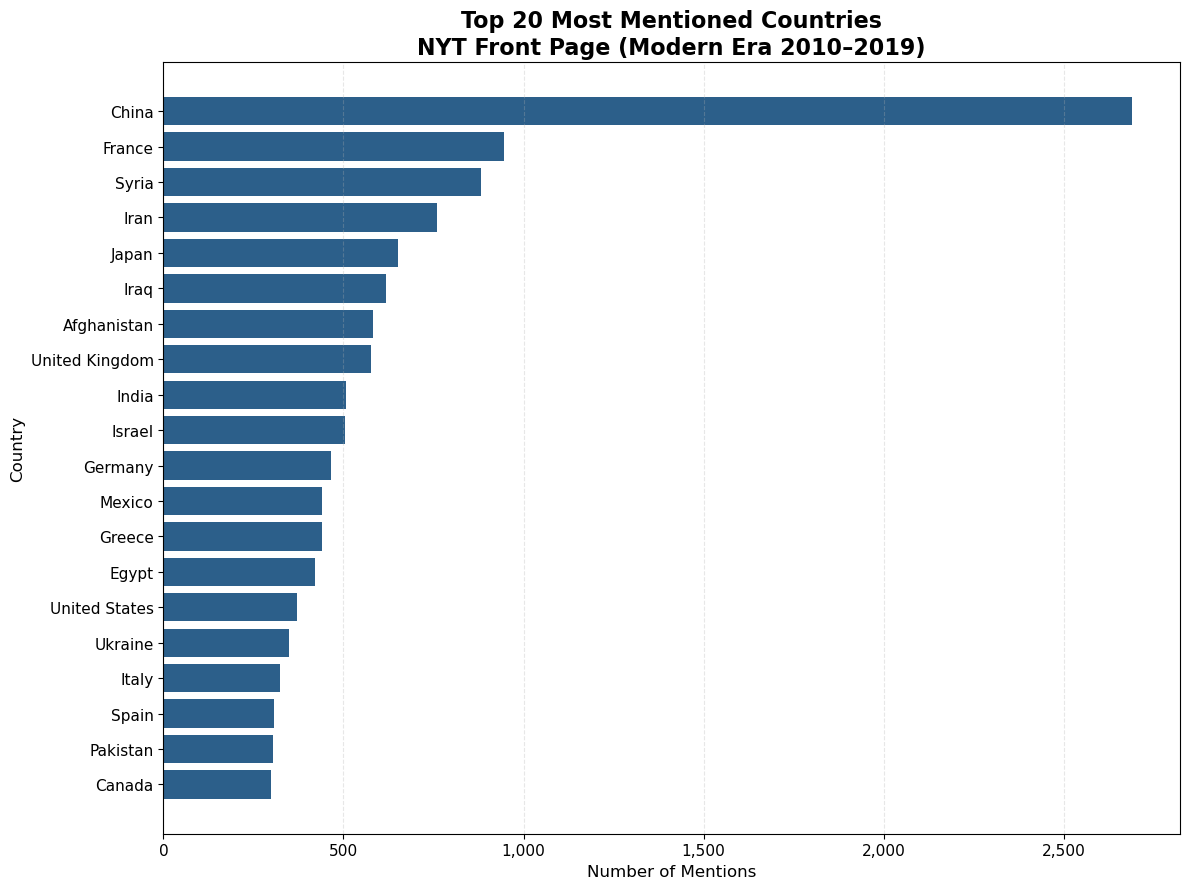 Top 20 Most Mentioned Countries
NYT Front Page (Modern Era 2010–2019)
China
France
Syria
Iran
Japan
Iraq
Afghanistan
United Kingdom
India
Israel
Germany
Mexico
Greece
Egypt
United States
Ukraine
Italy
Spain
Pakistan
Canada
Country
0 500 1,000 1,500 2,000 2,500
Number of Mentions